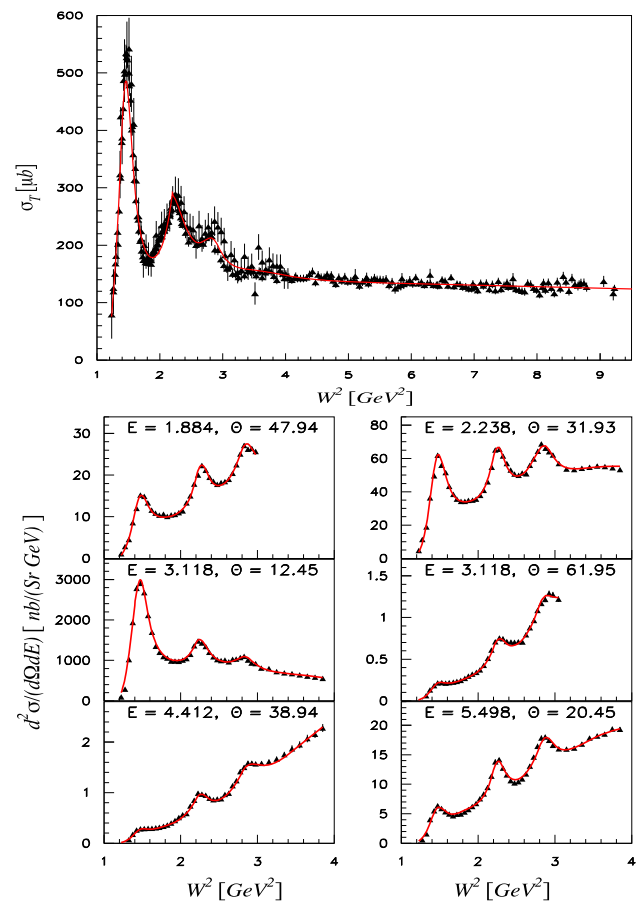 600
500
400
300
200
100
0
σ_T [μb]
1 2 3 4 5 6 7 8 9
W² [GeV²]
d²σ/(dΩdE) [ nb/(Sr GeV) ]
E = 1.884, Θ = 47.94
30
20
10
0
E = 2.238, Θ = 31.93
80
60
40
20
0
E = 3.118, Θ = 12.45
3000
2000
1000
0
E = 3.118, Θ = 61.95
1.5
1
0.5
0
E = 4.412, Θ = 38.94
2
1
0
1 2 3 4
W² [GeV²]
E = 5.498, Θ = 20.45
20
15
10
5
0
1 2 3 4
W² [GeV²]